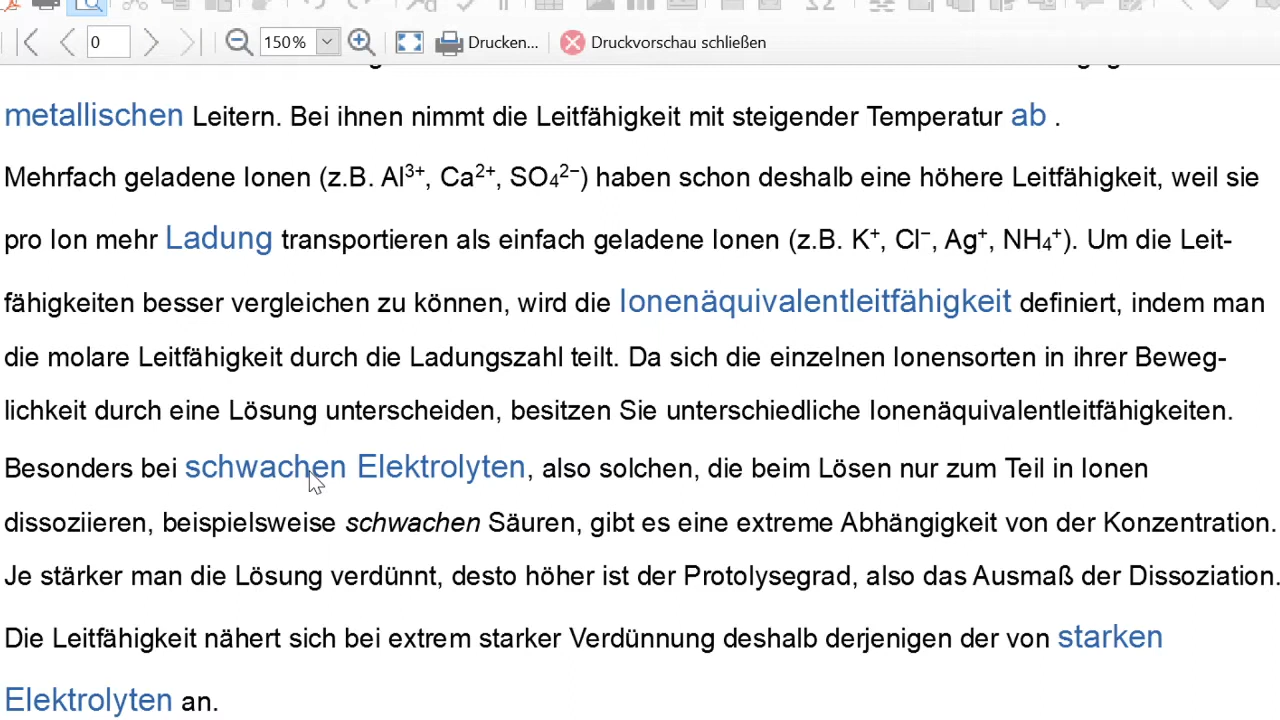 0
150%
Drucken...
Druckvorschau schließen
metallischen Leitern. Bei ihnen nimmt die Leitfähigkeit mit steigender Temperatur ab .
Mehrfach geladene Ionen (z.B. Al³⁺, Ca²⁺, SO₄²⁻) haben schon deshalb eine höhere Leitfähigkeit, weil sie
pro Ion mehr Ladung transportieren als einfach geladene Ionen (z.B. K⁺, Cl⁻, Ag⁺, NH₄⁺). Um die Leit-
fähigkeiten besser vergleichen zu können, wird die Ionenäquivalentleitfähigkeit definiert, indem man
die molare Leitfähigkeit durch die Ladungszahl teilt. Da sich die einzelnen Ionensorten in ihrer Beweg-
lichkeit durch eine Lösung unterscheiden, besitzen Sie unterschiedliche Ionenäquivalentleitfähigkeiten.
Besonders bei schwachen Elektrolyten, also solchen, die beim Lösen nur zum Teil in Ionen
dissoziieren, beispielsweise schwachen Säuren, gibt es eine extreme Abhängigkeit von der Konzentration.
Je stärker man die Lösung verdünnt, desto höher ist der Protolysegrad, also das Ausmaß der Dissoziation.
Die Leitfähigkeit nähert sich bei extrem starker Verdünnung deshalb derjenigen der von starken
Elektrolyten an.